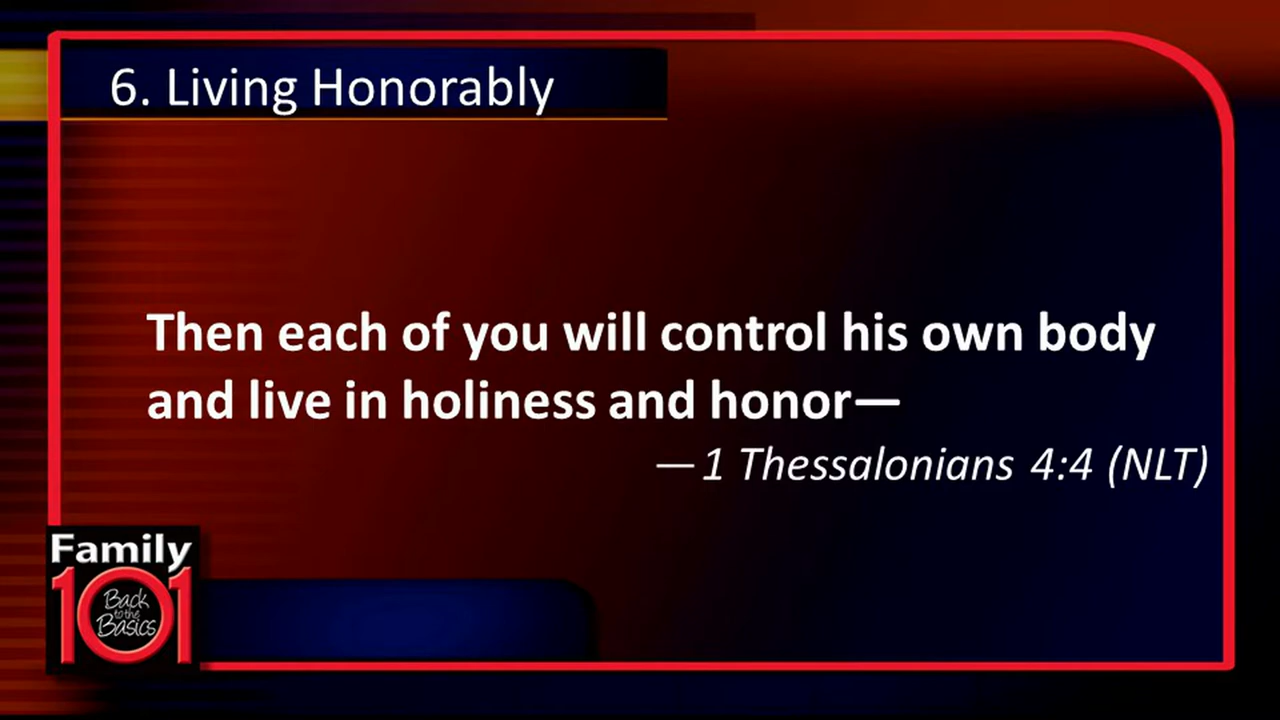 6. Living Honorably
Then each of you will control his own body
and live in holiness and honor—
—1 Thessalonians 4:4 (NLT)
Family
101
Back
to the
Basics